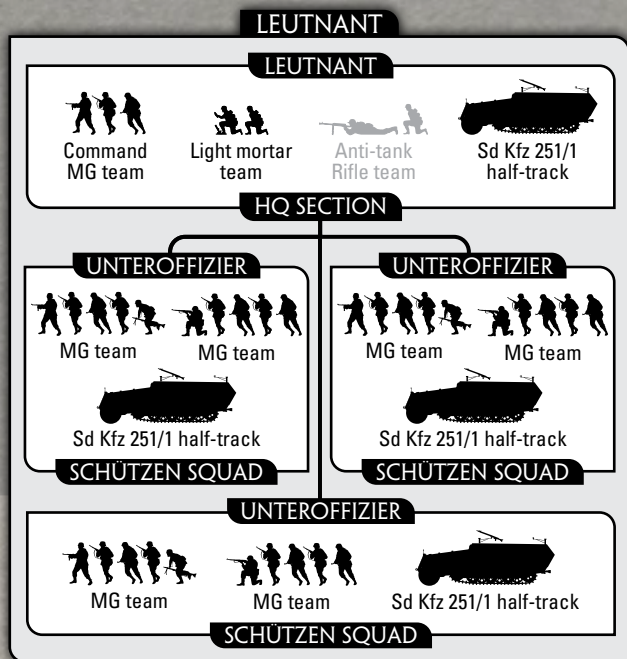 LEUTNANT
LEUTNANT
Command
MG team
Light mortar
team
Anti-tank
Rifle team
Sd Kfz 251/1
half-track
HQ SECTION
UNTEROFFIZIER
MG team
MG team
Sd Kfz 251/1 half-track
SCHÜTZEN SQUAD
UNTEROFFIZIER
MG team
MG team
Sd Kfz 251/1 half-track
SCHÜTZEN SQUAD
UNTEROFFIZIER
MG team
MG team
Sd Kfz 251/1 half-track
SCHÜTZEN SQUAD